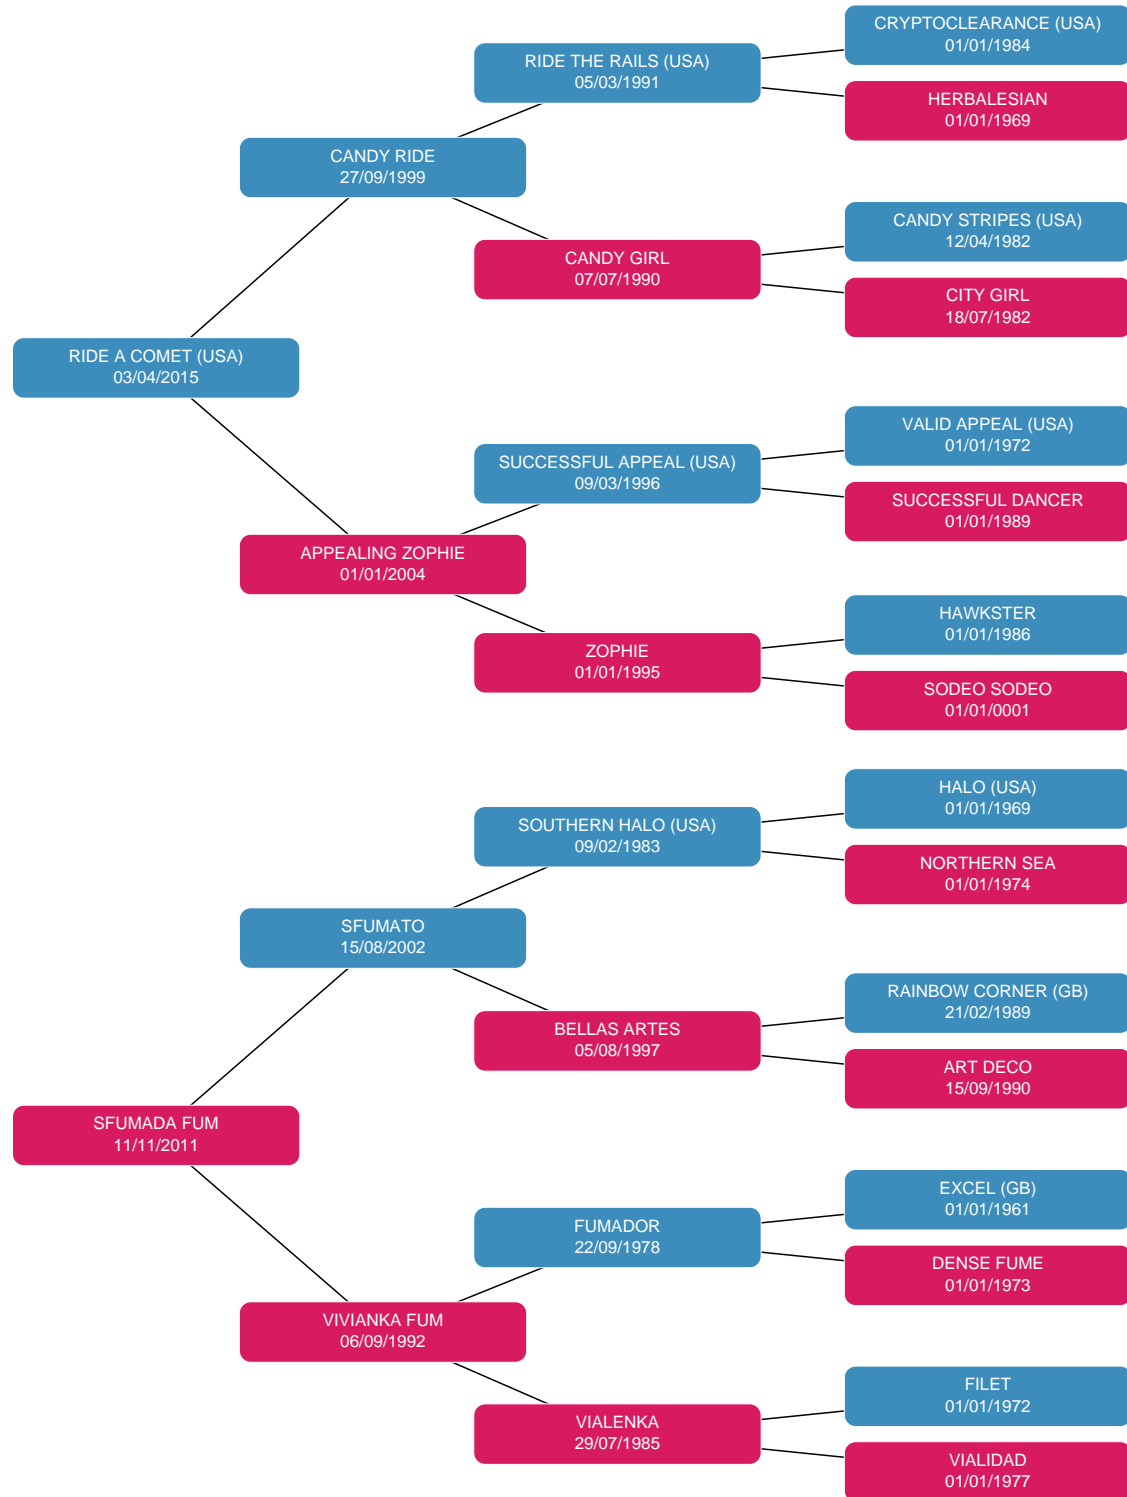 CRYPTOCLEARANCE (USA)
01/01/1984
RIDE THE RAILS (USA)
05/03/1991
HERBALESIAN
01/01/1969
CANDY RIDE
27/09/1999
CANDY STRIPES (USA)
12/04/1982
CANDY GIRL
07/07/1990
CITY GIRL
18/07/1982
RIDE A COMET (USA)
03/04/2015
VALID APPEAL (USA)
01/01/1972
SUCCESSFUL APPEAL (USA)
09/03/1996
SUCCESSFUL DANCER
01/01/1989
APPEALING ZOPHIE
01/01/2004
HAWKSTER
01/01/1986
ZOPHIE
01/01/1995
SODEO SODEO
01/01/0001
HALO (USA)
01/01/1969
SOUTHERN HALO (USA)
09/02/1983
NORTHERN SEA
01/01/1974
SFUMATO
15/08/2002
RAINBOW CORNER (GB)
21/02/1989
BELLAS ARTES
05/08/1997
ART DECO
15/09/1990
SFUMADA FUM
11/11/2011
EXCEL (GB)
01/01/1961
FUMADOR
22/09/1978
DENSE FUME
01/01/1973
VIVIANKA FUM
06/09/1992
FILET
01/01/1972
VIALENKA
29/07/1985
VIALIDAD
01/01/1977